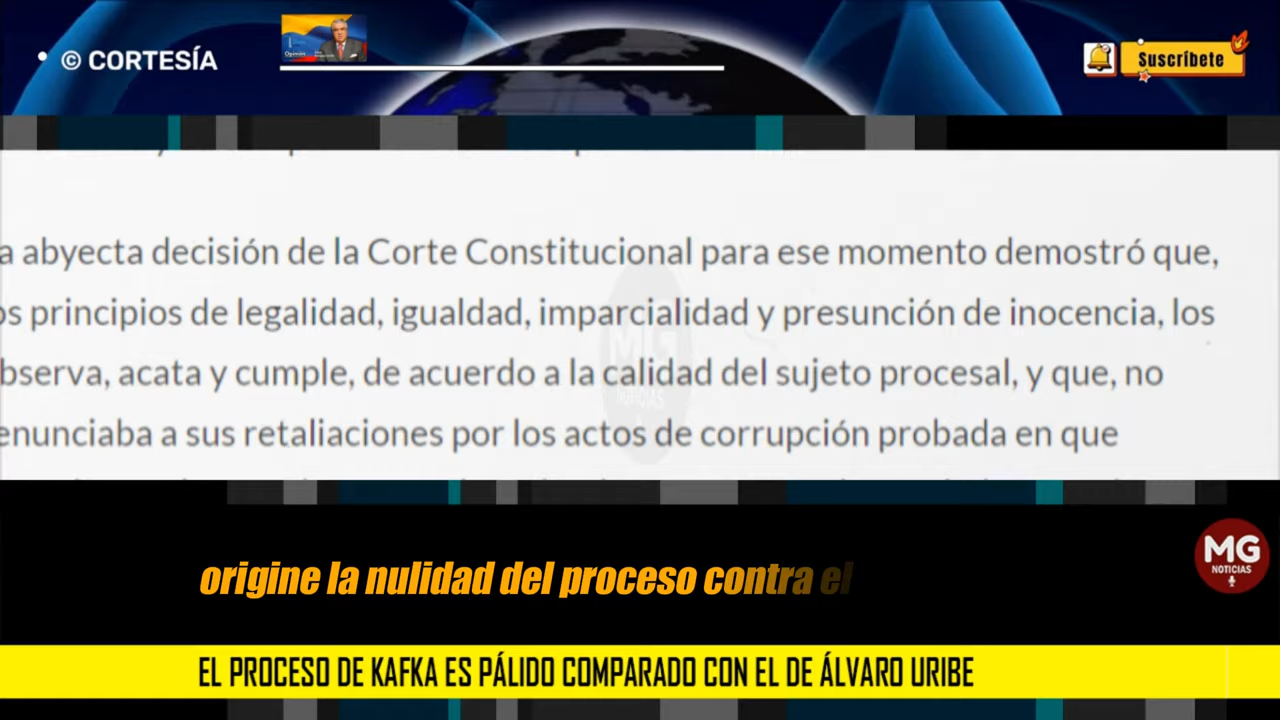 © CORTESÍA
Opinión
Suscríbete
a abyecta decisión de la Corte Constitucional para ese momento demostró que,
os principios de legalidad, igualdad, imparcialidad y presunción de inocencia, los
bserva, acata y cumple, de acuerdo a la calidad del sujeto procesal, y que, no
enunciaba a sus retaliaciones por los actos de corrupción probada en que
MG
NOTICIAS
origine la nulidad del proceso contra el
MG
NOTICIAS
EL PROCESO DE KAFKA ES PÁLIDO COMPARADO CON EL DE ÁLVARO URIBE